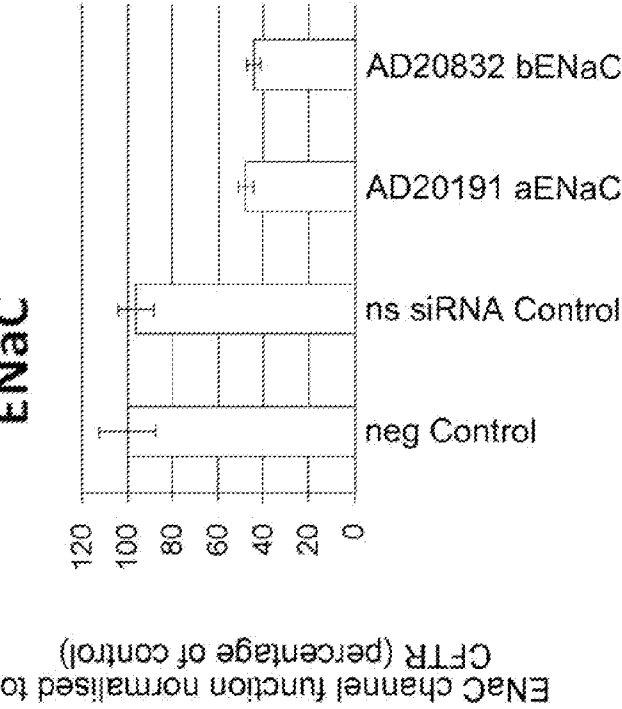 ENaC
ENaC channel function normalised to
CFTR (percentage of control)
120
100
80
60
40
20
0
neg Control
ns siRNA Control
AD20191 aENaC
AD20832 bENaC